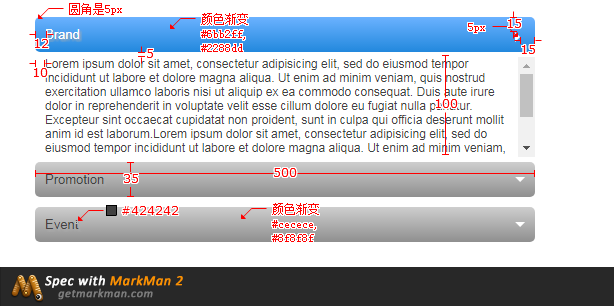 圆角是5px
颜色渐变
#6bb2ff,
#2288dd
15
5px
15
12
Brand
5
10
Lorem ipsum dolor sit amet, consectetur adipisicing elit, sed do eiusmod tempor
incididunt ut labore et dolore magna aliqua. Ut enim ad minim veniam, quis nostrud
exercitation ullamco laboris nisi ut aliquip ex ea commodo consequat. Duis aute irure
dolor in reprehenderit in voluptate velit esse cillum dolore eu fugiat nulla pariatur.
Excepteur sint occaecat cupidatat non proident, sunt in culpa qui officia deserunt mollit
anim id est laborum.Lorem ipsum dolor sit amet, consectetur adipisicing elit, sed do
eiusmod tempor incididunt ut labore et dolore magna aliqua. Ut enim ad minim veniam,
100
500
Promotion
35
#424242
颜色渐变
#cecece,
#8f8f8f
Event
Spec with MarkMan 2
getmarkman.com